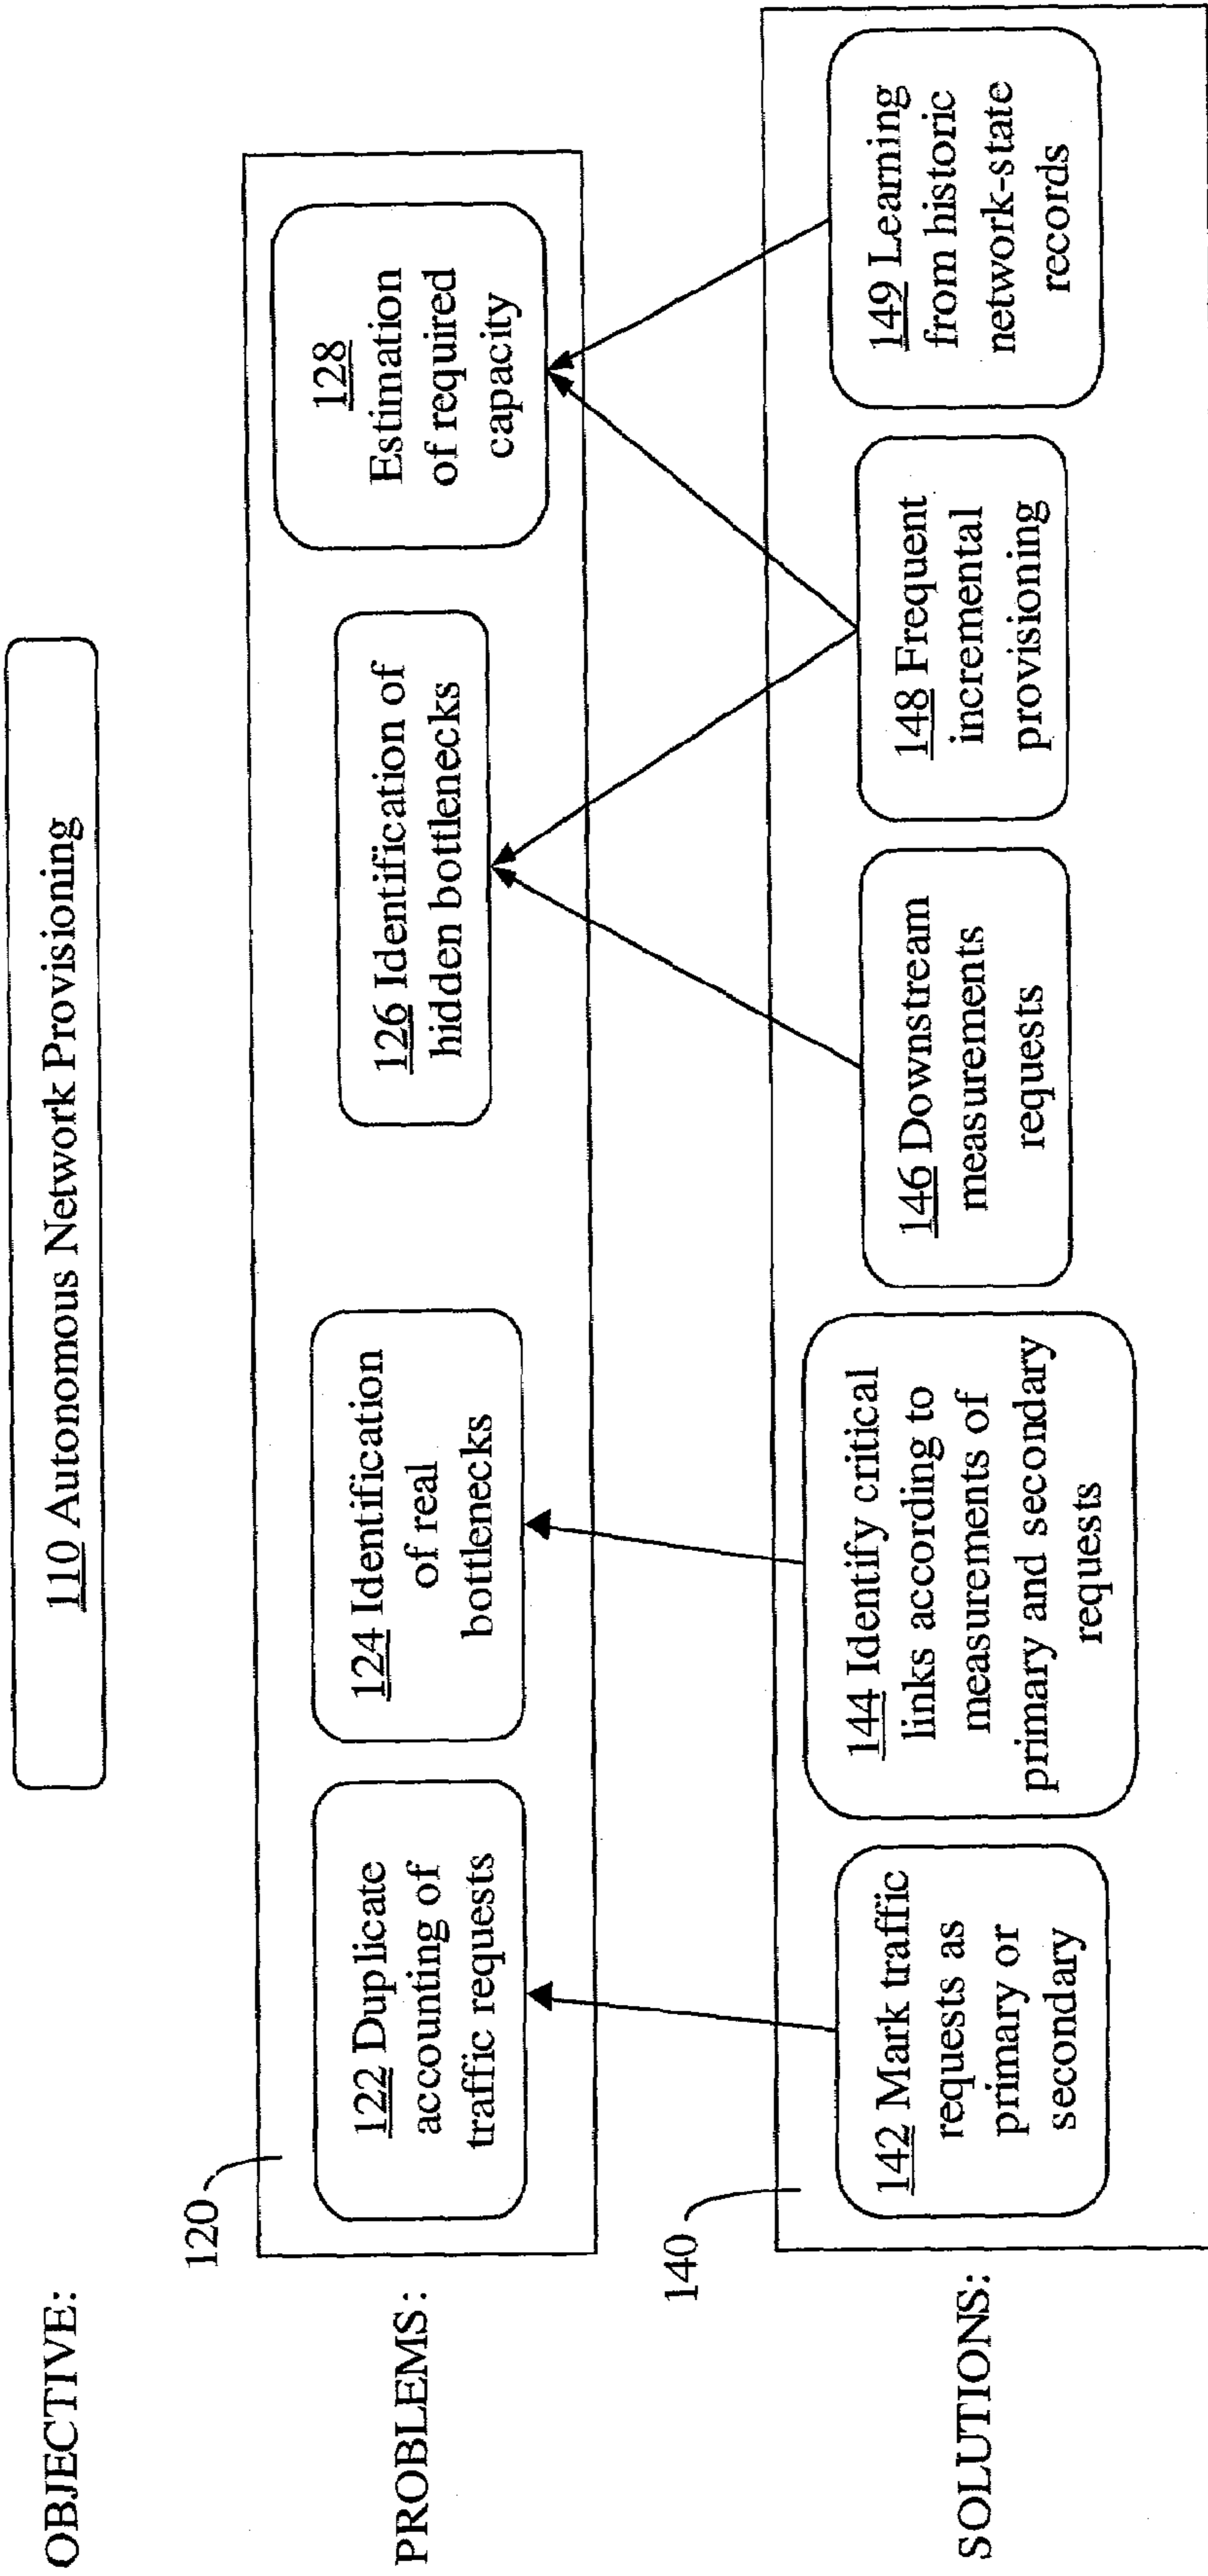 OBJECTIVE:
110 Autonomous Network Provisioning
PROBLEMS:
120
122 Duplicate
accounting of
traffic requests
124 Identification
of real
bottlenecks
126 Identification of
hidden bottlenecks
128
Estimation
of required
capacity
SOLUTIONS:
140
142 Mark traffic
requests as
primary or
secondary
144 Identify critical
links according to
measurements of
primary and secondary
requests
146 Downstream
measurements
requests
148 Frequent
incremental
provisioning
149 Learning
from historic
network-state
records